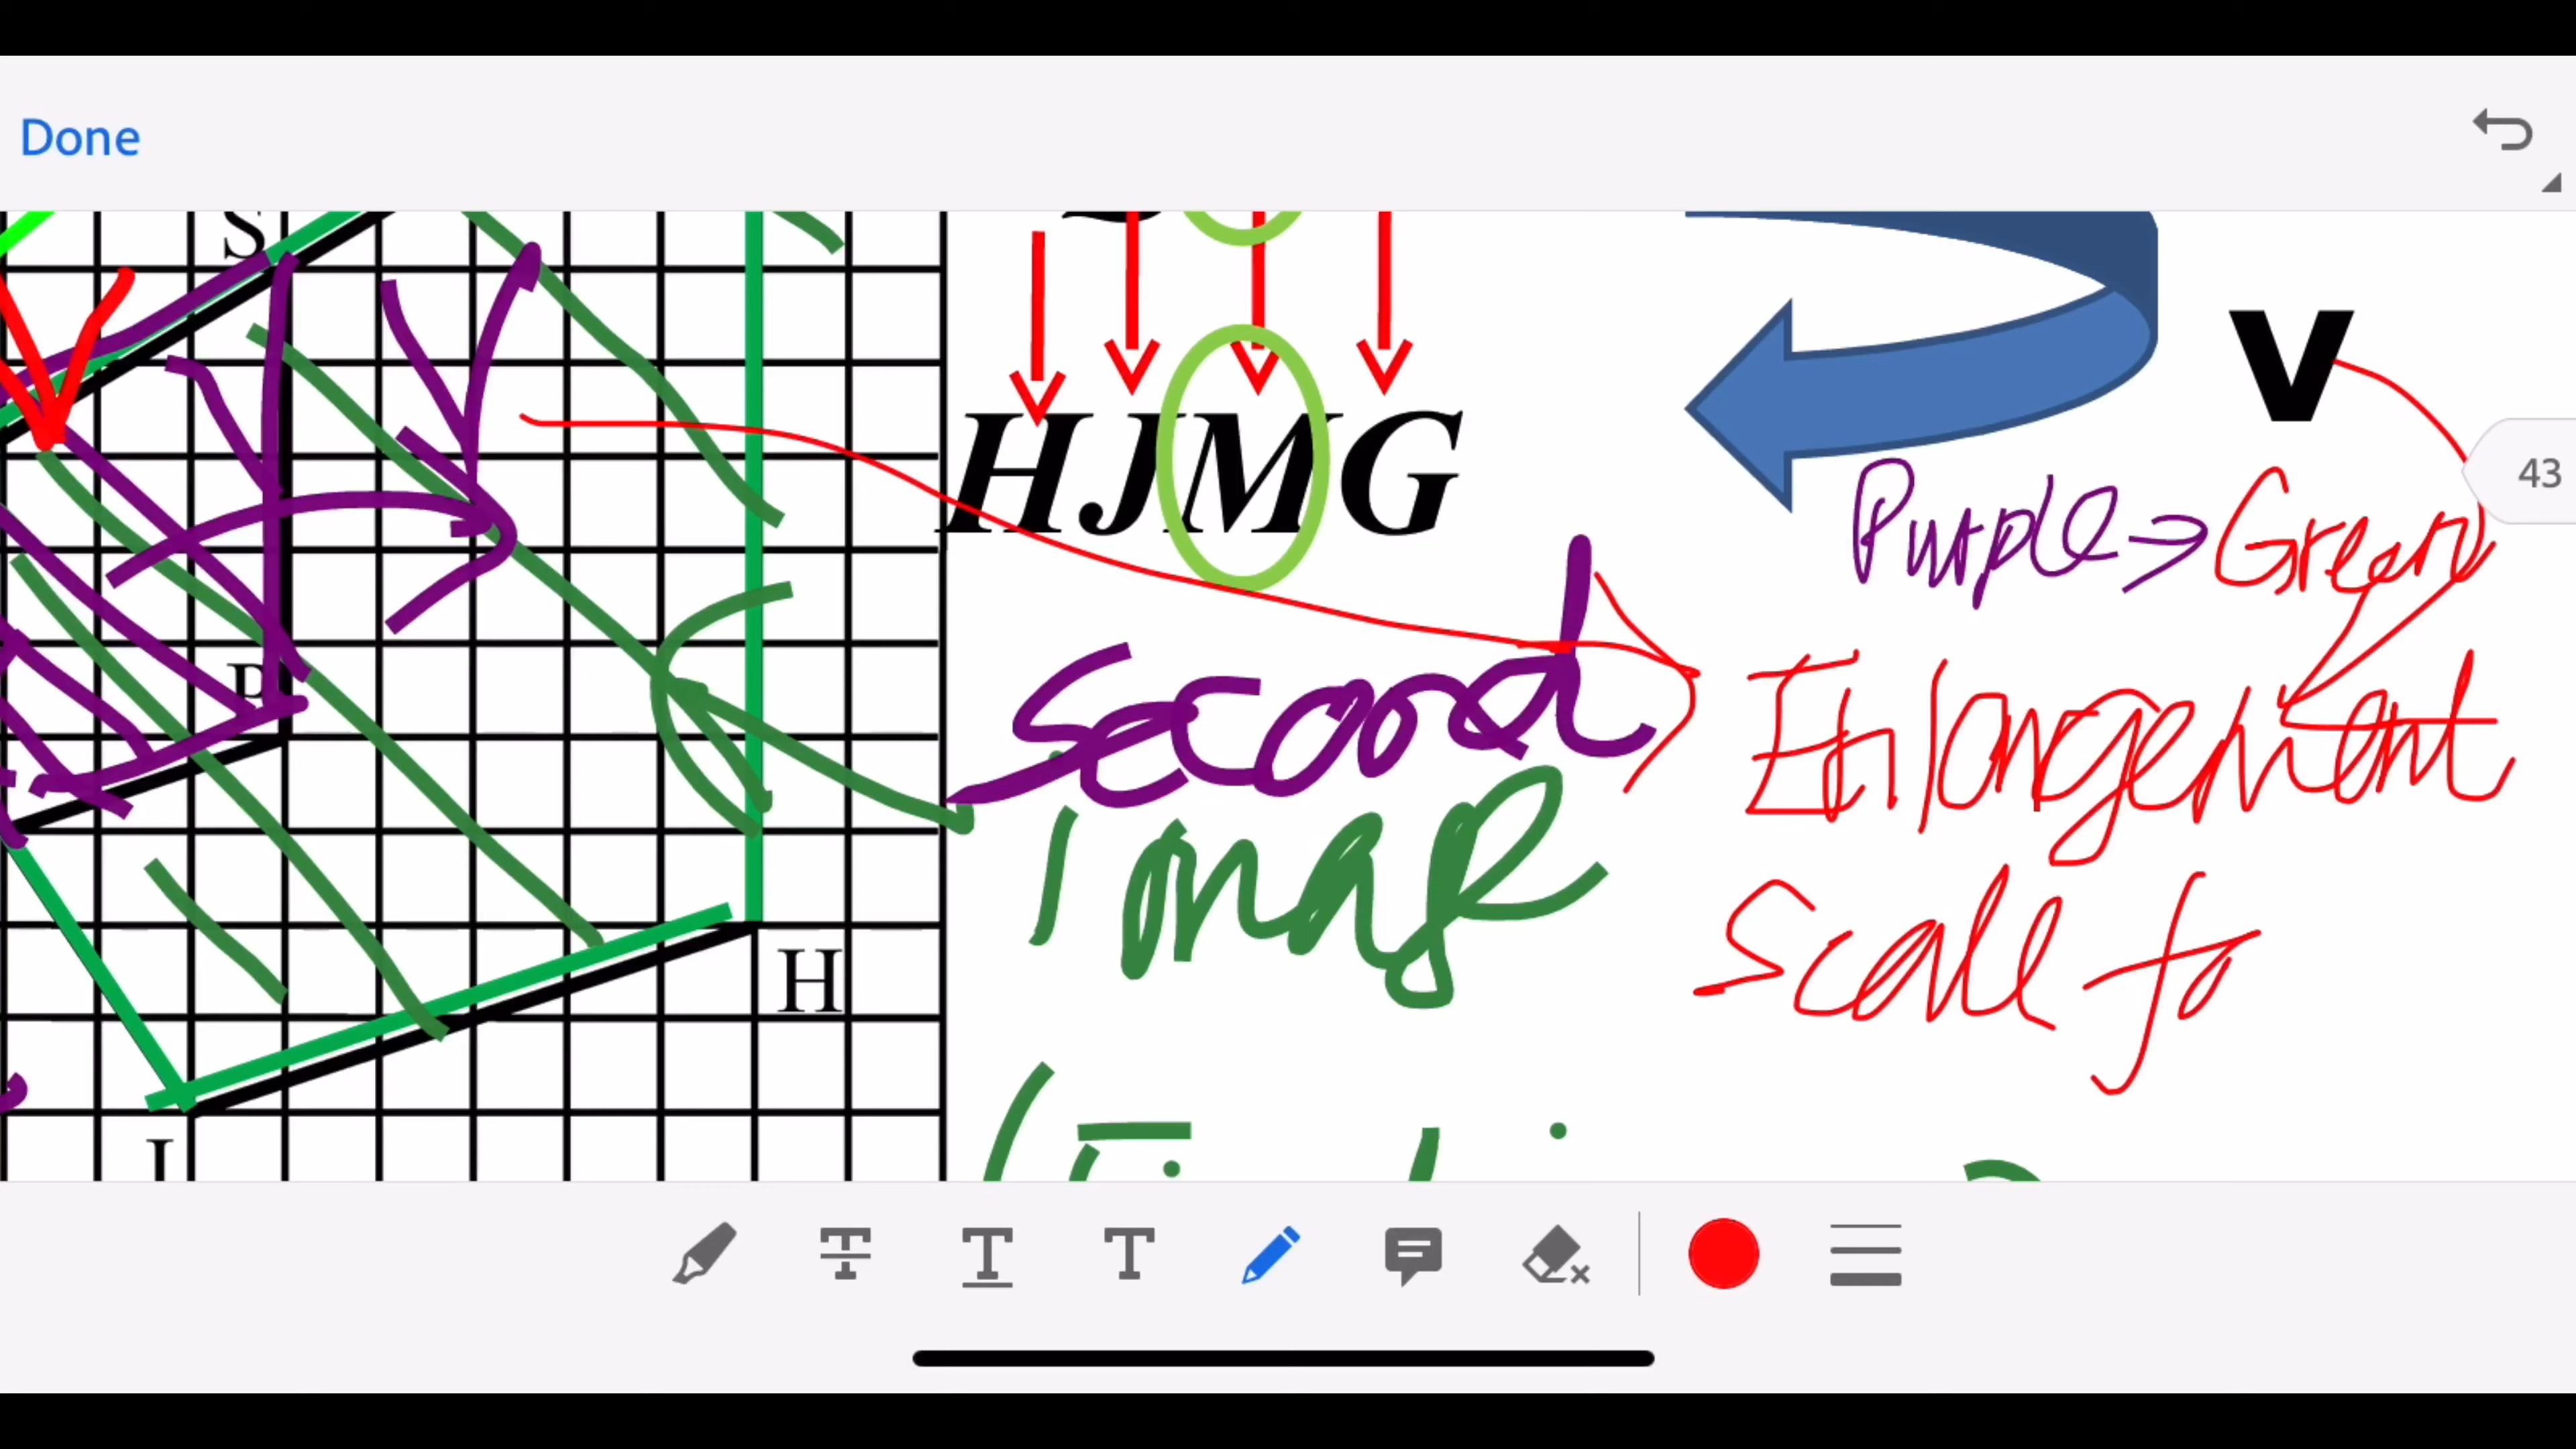 Done
S
V
HJMG
43
Purple ⇒ Green
P
second
Enlargement
Image
Scale fa
H